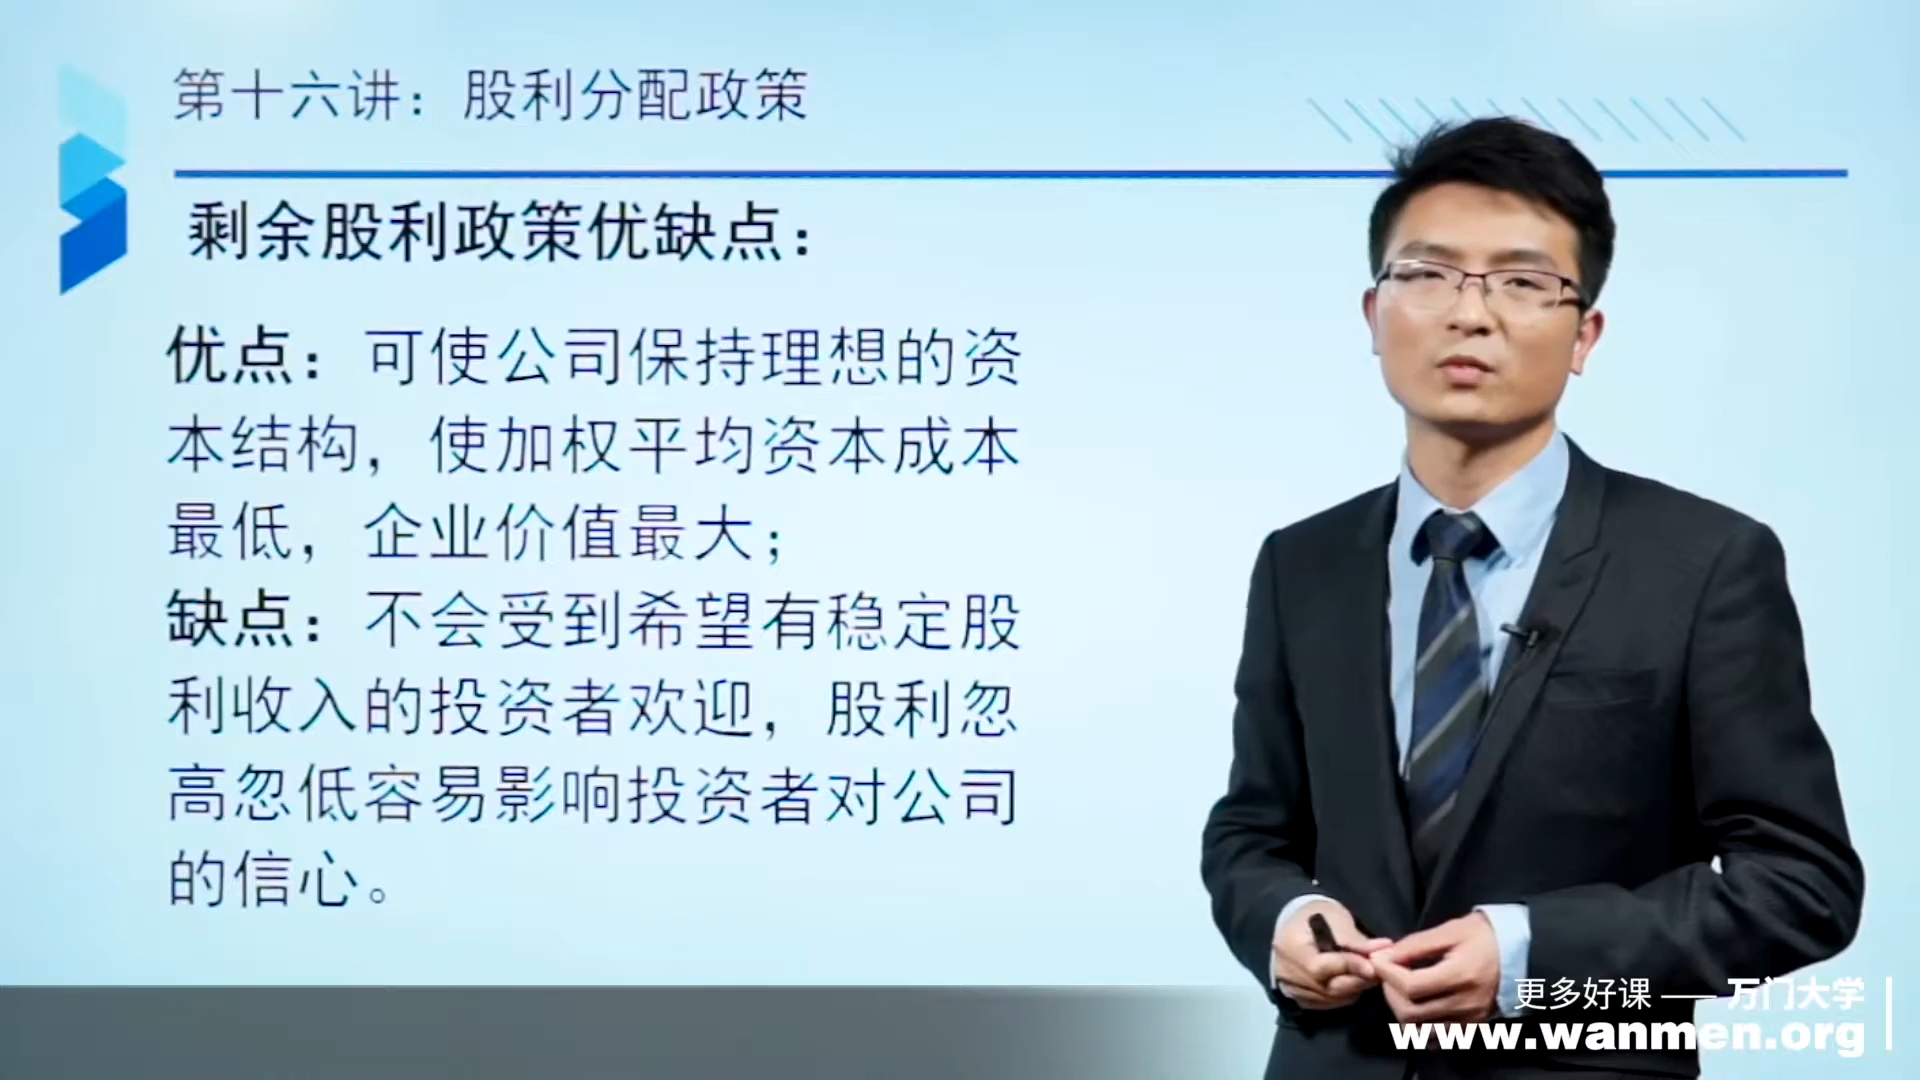 第十六讲：股利分配政策
剩余股利政策优缺点：
优点：可使公司保持理想的资
本结构，使加权平均资本成本
最低，企业价值最大；
缺点：不会受到希望有稳定股
利收入的投资者欢迎，股利忽
高忽低容易影响投资者对公司
的信心。
更多好课 —— 万门大学
www.wanmen.org